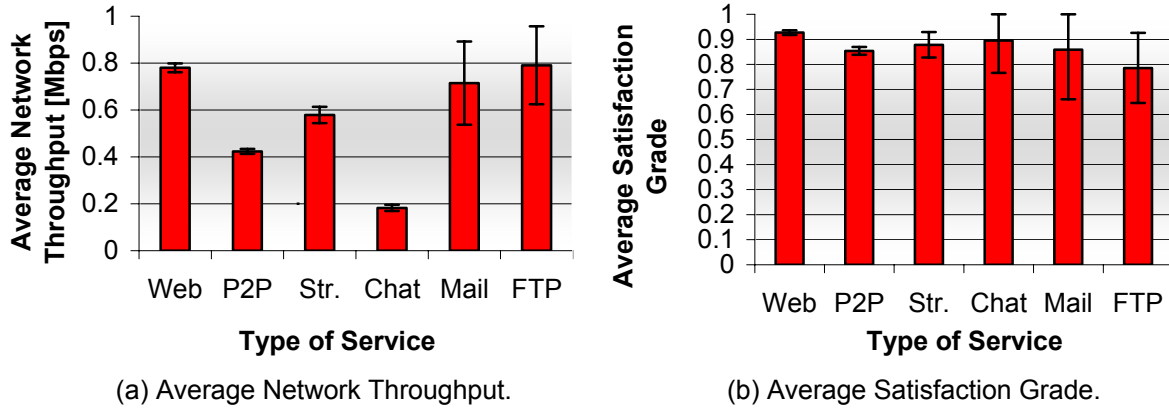 Average Network
Throughput [Mbps]
1
0.8
0.6
0.4
0.2
0
Web P2P Str. Chat Mail FTP
Type of Service
(a) Average Network Throughput.
Average Satisfaction
Grade
1
0.9
0.8
0.7
0.6
0.5
0.4
0.3
0.2
0.1
0
Web P2P Str. Chat Mail FTP
Type of Service
(b) Average Satisfaction Grade.